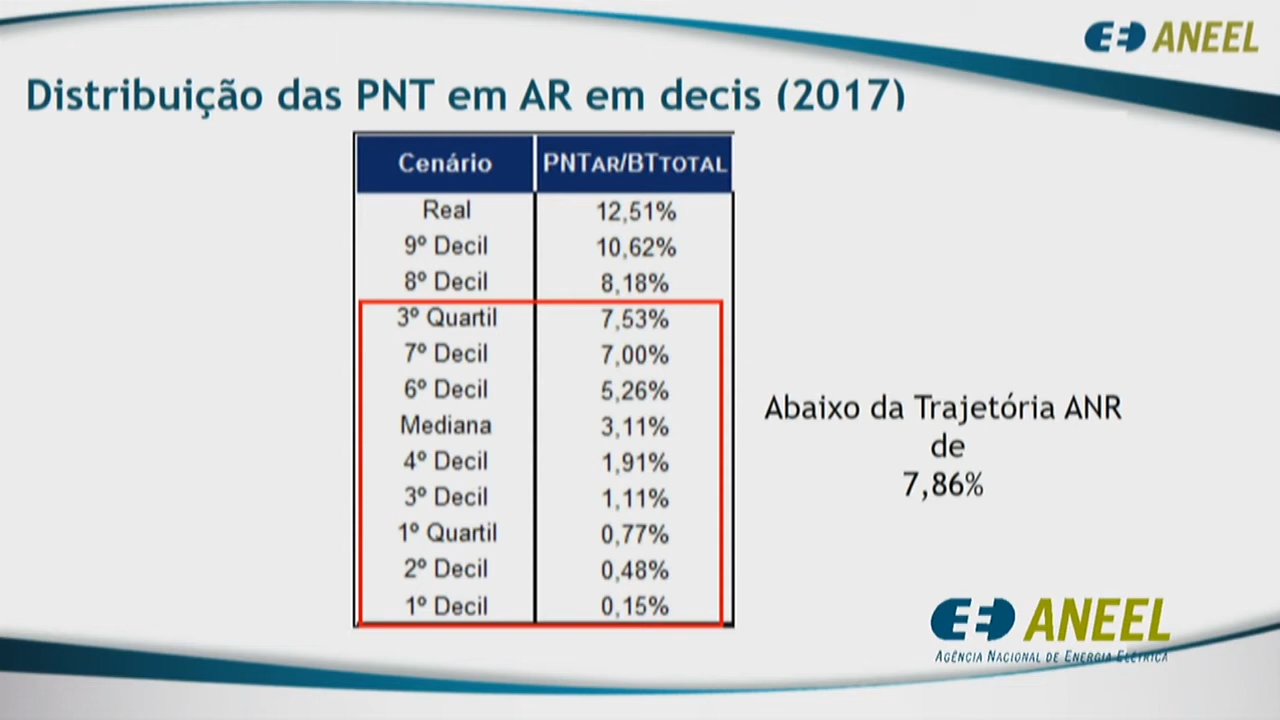 ANEEL
Distribuição das PNT em AR em decis (2017)
Cenário PNTAR/BTTOTAL
Real 12,51%
9º Decil 10,62%
8º Decil 8,18%
3º Quartil 7,53%
7º Decil 7,00%
6º Decil 5,26%
Mediana 3,11%
4º Decil 1,91%
3º Decil 1,11%
1º Quartil 0,77%
2º Decil 0,48%
1º Decil 0,15%
Abaixo da Trajetória ANR
de
7,86%
ANEEL
AGÊNCIA NACIONAL DE ENERGIA ELÉTRICA